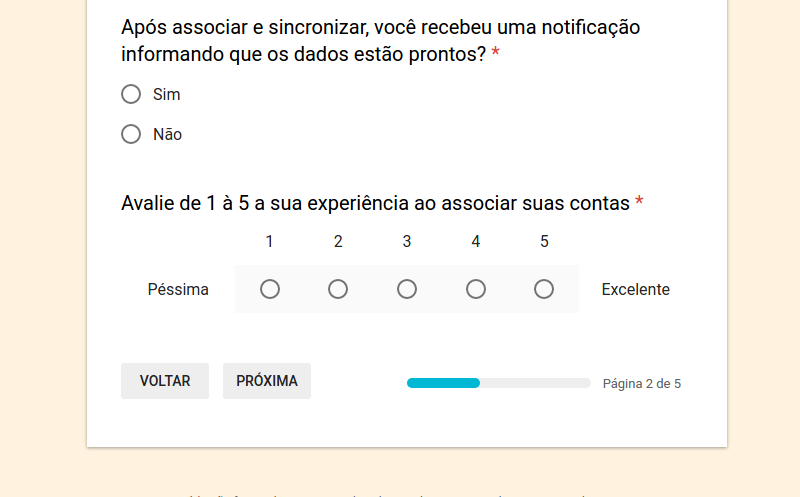 Após associar e sincronizar, você recebeu uma notificação
informando que os dados estão prontos? *
Sim
Não
Avalie de 1 à 5 a sua experiência ao associar suas contas *
1 2 3 4 5
Péssima Excelente
VOLTAR PRÓXIMA Página 2 de 5